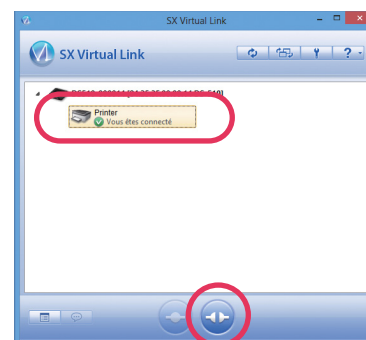 SX Virtual Link
SX Virtual Link
?
Printer
Vous êtes connecté